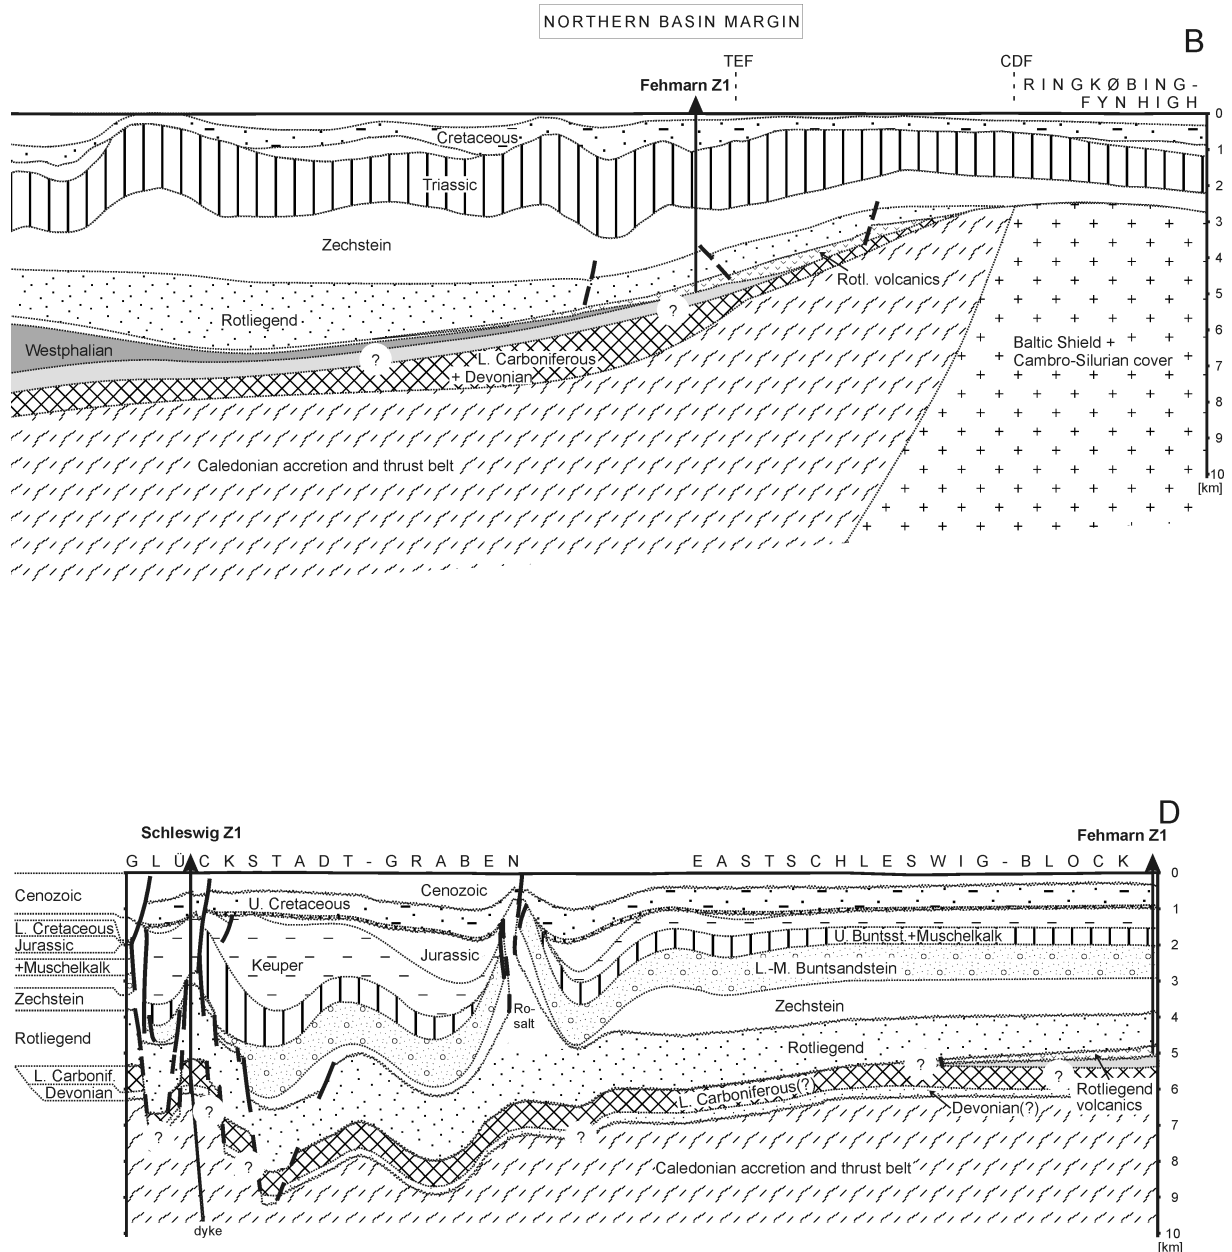 NORTHERN BASIN MARGIN
B
TEF
CDF
Fehmarn Z1
RINGKØBING-
FYN HIGH
0
Cretaceous
1
Triassic
2
3
Zechstein
4
Rotl. volcanics
5
Rotliegend
?
6
Westphalian
?
L. Carboniferous
+ Devonian
Baltic Shield +
Cambro-Silurian cover
7
8
9
Caledonian accretion and thrust belt
10
[km]
D
Schleswig Z1
Fehmarn Z1
GLÜCKSTADT-GRABEN
EASTSCHLESWIG-BLOCK
0
Cenozoic
Cenozoic
U. Cretaceous
1
L. Cretaceous
Jurassic
U. Buntsst.+Muschelkalk
2
+Muschelkalk
Keuper
Jurassic
L.-M. Buntsandstein
3
Zechstein
Zechstein
Ro-
salt
4
Rotliegend
Rotliegend
5
?
L. Carbonif
?
Devonian
L. Carboniferous(?)
6
Rotliegend
volcanics
?
Devonian(?)
?
?
7
?
Caledonian accretion and thrust belt
8
9
dyke
10
[km]